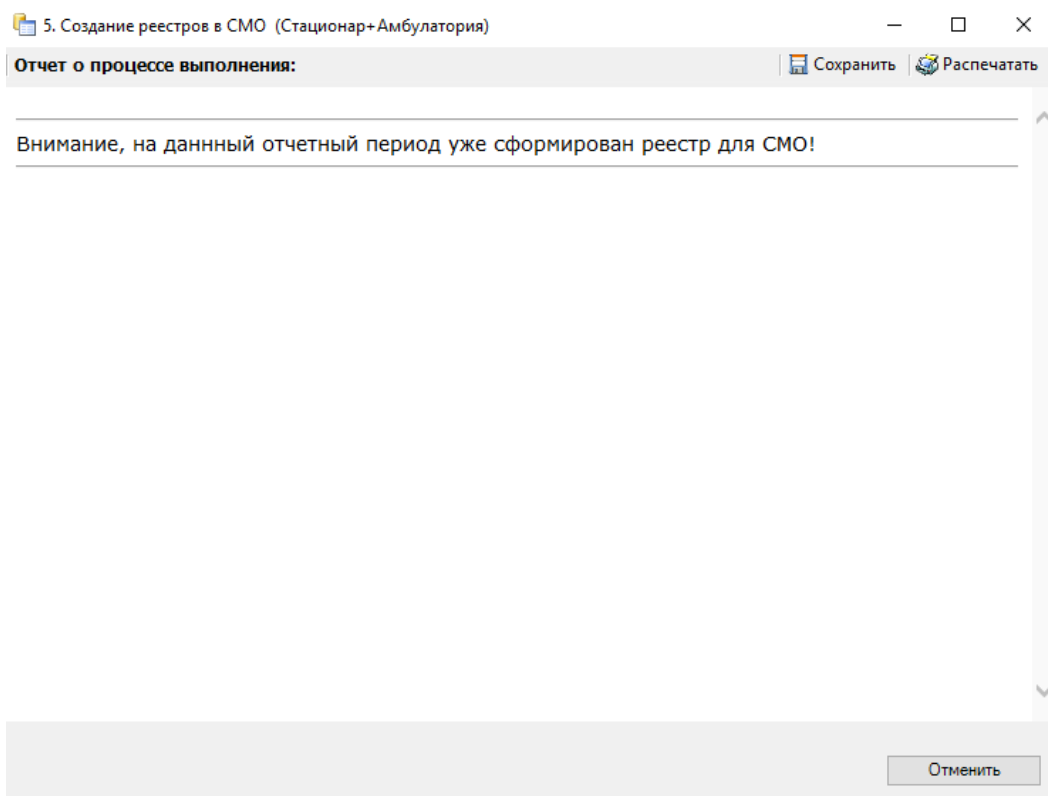 5. Создание реестров в СМО (Стационар+Амбулатория)
Отчет о процессе выполнения: Сохранить Распечатать
Внимание, на даннный отчетный период уже сформирован реестр для СМО!
Отменить